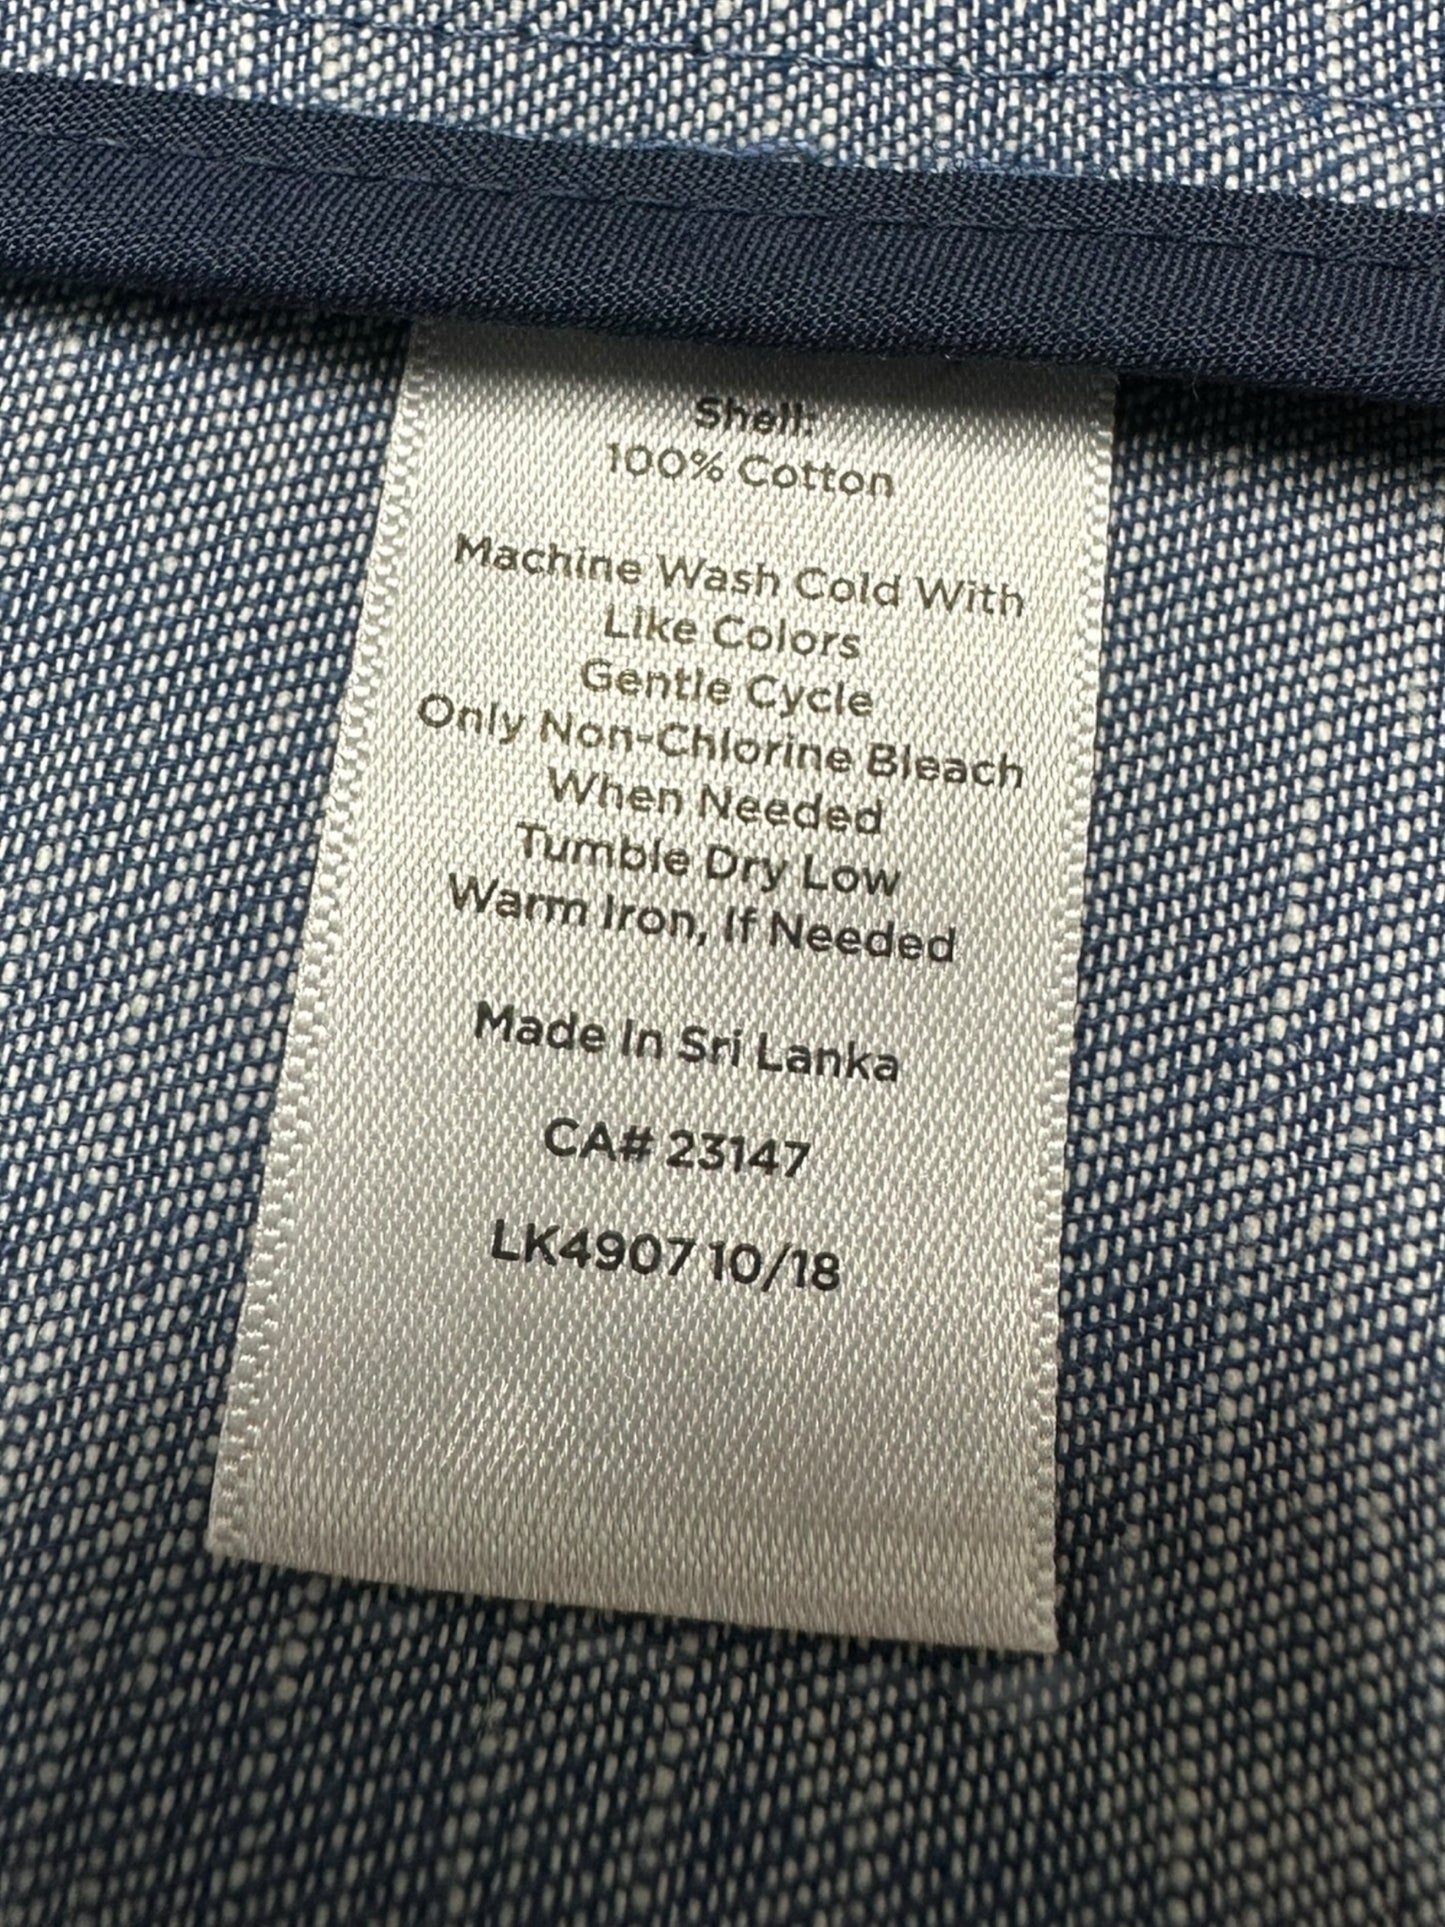 Shell:
100% Cotton
Machine Wash Cold With
Like Colors
Gentle Cycle
Only Non-Chlorine Bleach
When Needed
Tumble Dry Low
Warm Iron, If Needed
Made In Sri Lanka
CA# 23147
LK4907 10/18